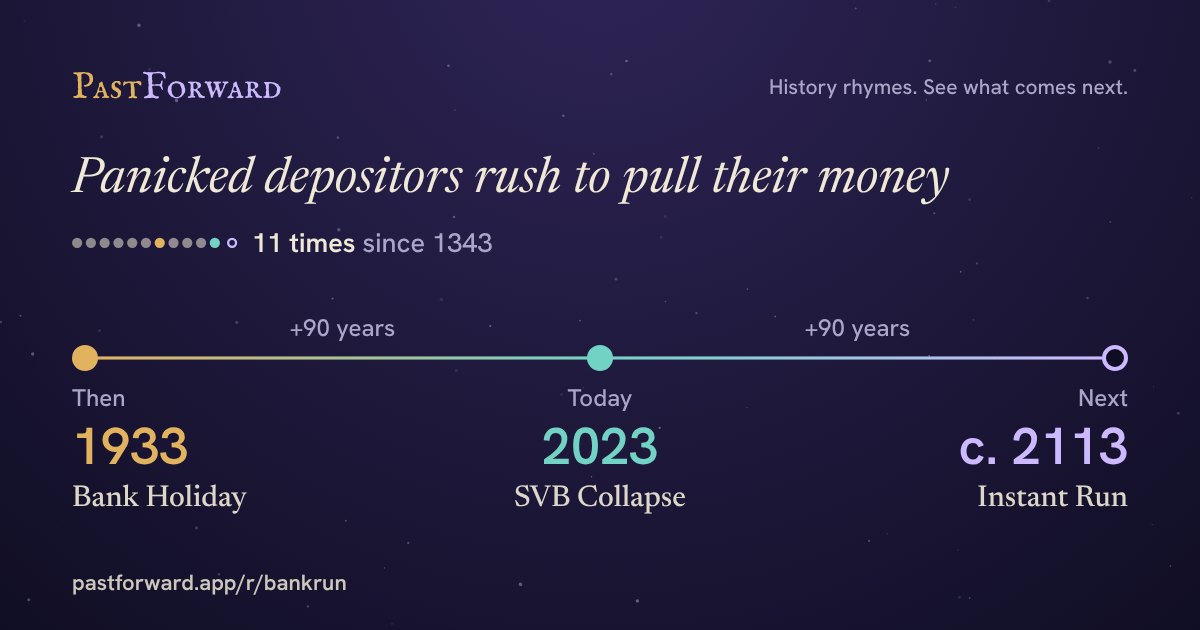 PastForward
History rhymes. See what comes next.
Panicked depositors rush to pull their money
11 times since 1343
+90 years
+90 years
Then
Today
Next
1933
2023
c. 2113
Bank Holiday
SVB Collapse
Instant Run
pastforward.app/r/bankrun